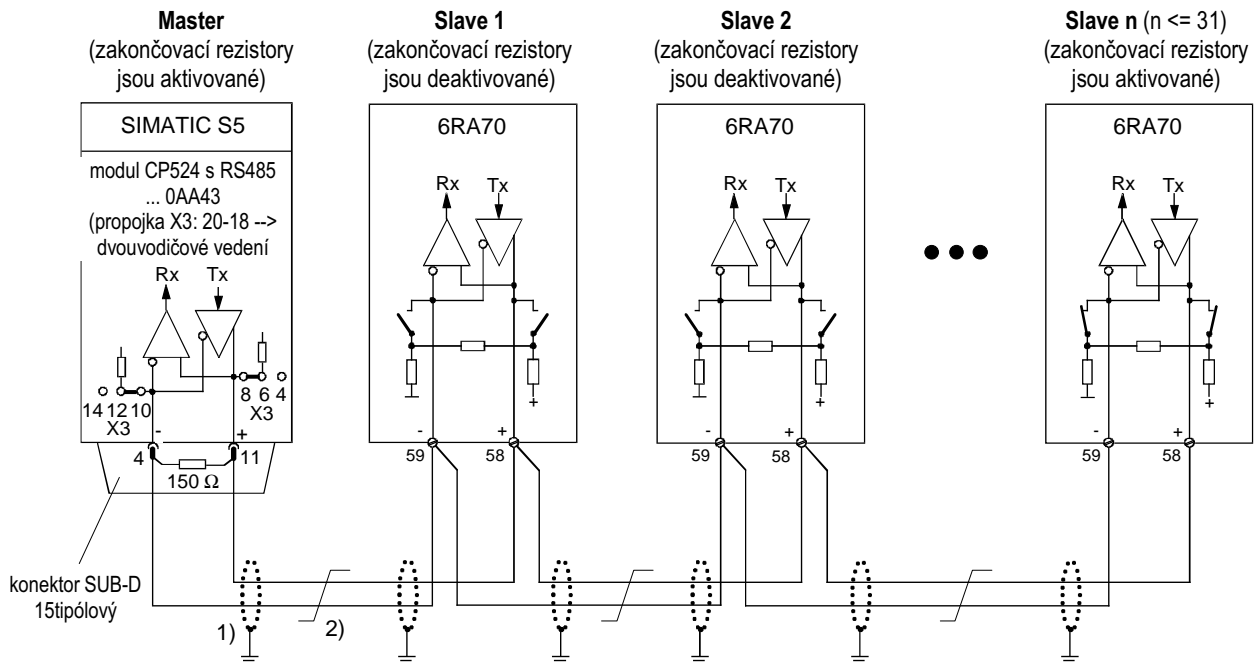 Master
(zakončovací rezistory
jsou aktivované)
Slave 1
(zakončovací rezistory
jsou deaktivované)
Slave 2
(zakončovací rezistory
jsou deaktivované)
Slave n (n <= 31)
(zakončovací rezistory
jsou aktivované)
SIMATIC S5
modul CP524 s RS485
... 0AA43
(propojka X3: 20-18 -->
dvouvodičové vedení
Rx Tx
14 12 10
X3
8 6 4
X3
- +
4 11
150 Ω
konektor SUB-D
15tipólový
6RA70
Rx Tx
+
- +
59 58
6RA70
Rx Tx
+
- +
59 58
6RA70
Rx Tx
+
- +
59 58
1) 2)